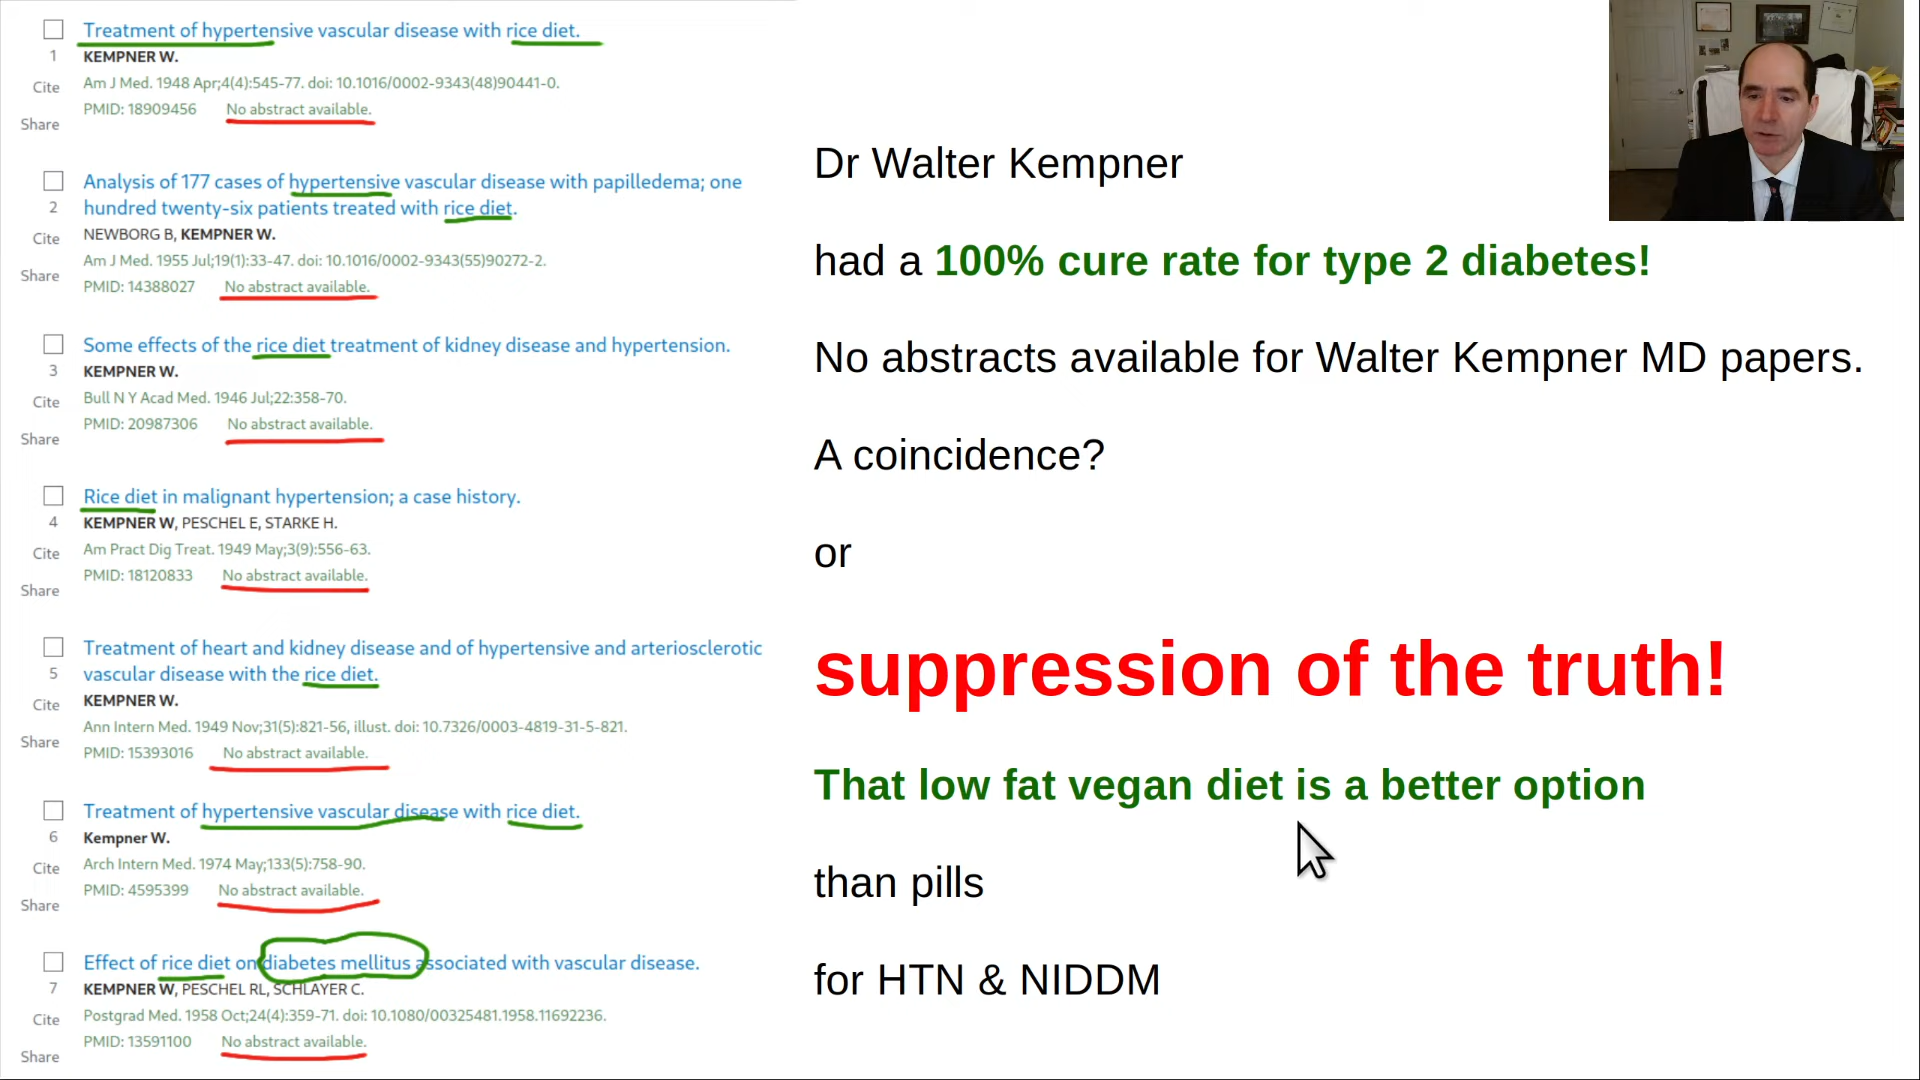 Treatment of hypertensive vascular disease with rice diet.
1
KEMPNER W.
Cite
Am J Med. 1948 Apr;4(4):545-77. doi: 10.1016/0002-9343(48)90441-0.
PMID: 18909456 No abstract available.
Share
Analysis of 177 cases of hypertensive vascular disease with papilledema; one
2
hundred twenty-six patients treated with rice diet.
NEWBORG B, KEMPNER W.
Cite
Am J Med. 1955 Jul;19(1):33-47. doi: 10.1016/0002-9343(55)90272-2.
Share
PMID: 14388027 No abstract available.
Some effects of the rice diet treatment of kidney disease and hypertension.
3
KEMPNER W.
Cite
Bull N Y Acad Med. 1946 Jul;22:358-70.
PMID: 20987306 No abstract available.
Share
Rice diet in malignant hypertension; a case history.
4
KEMPNER W, PESCHEL E, STARKE H.
Cite
Am Pract Dig Treat. 1949 May;3(9):556-63.
PMID: 18120833 No abstract available.
Share
Treatment of heart and kidney disease and of hypertensive and arteriosclerotic
5
vascular disease with the rice diet.
KEMPNER W.
Cite
Ann Intern Med. 1949 Nov;31(5):821-56, illust. doi: 10.7326/0003-4819-31-5-821.
Share
PMID: 15393016 No abstract available.
Treatment of hypertensive vascular disease with rice diet.
6
Kempner W.
Cite
Arch Intern Med. 1974 May;133(5):758-90.
PMID: 4595399 No abstract available.
Share
Effect of rice diet on diabetes mellitus associated with vascular disease.
7
KEMPNER W, PESCHEL RL, SCHLAYER C.
Cite
Postgrad Med. 1958 Oct;24(4):359-71. doi: 10.1080/00325481.1958.11692236.
PMID: 13591100 No abstract available.
Share
Dr Walter Kempner
had a 100% cure rate for type 2 diabetes!
No abstracts available for Walter Kempner MD papers.
A coincidence?
or
suppression of the truth!
That low fat vegan diet is a better option
than pills
for HTN & NIDDM